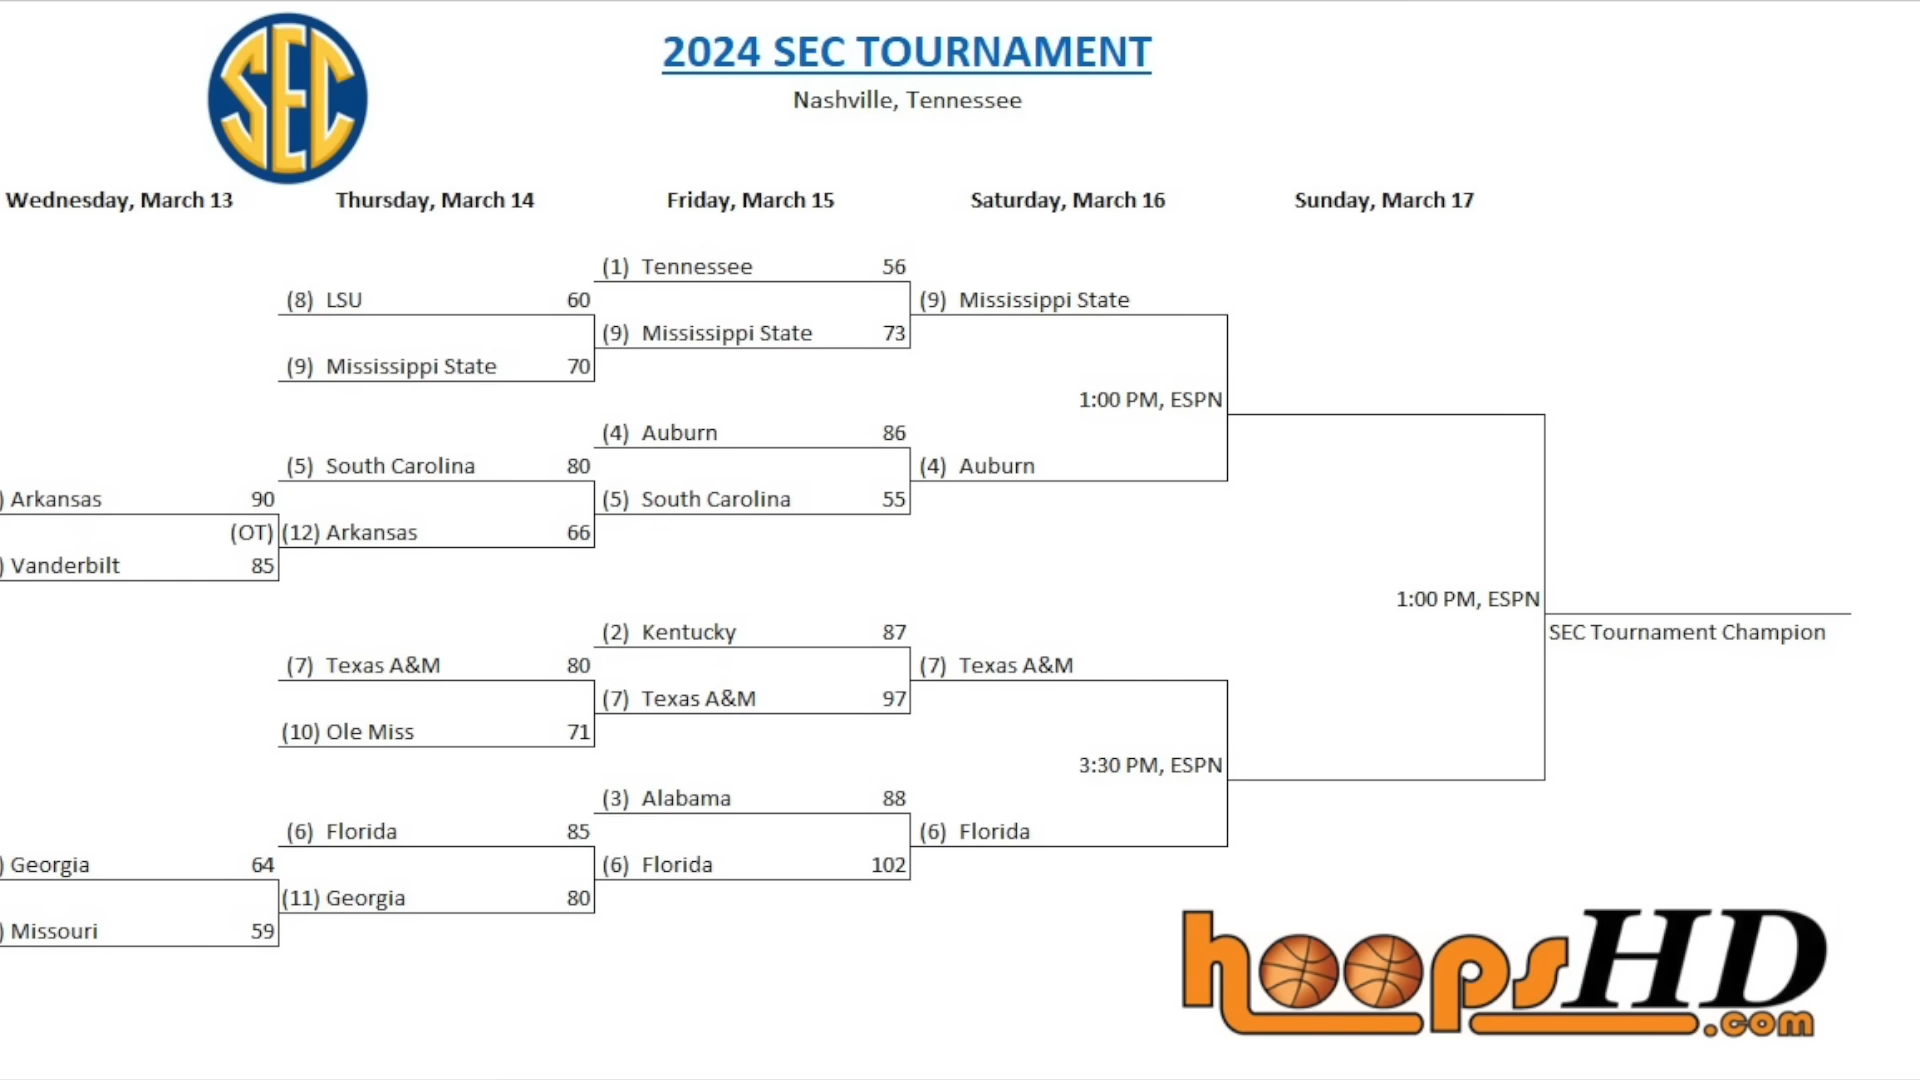 SEC
2024 SEC TOURNAMENT
Nashville, Tennessee
Wednesday, March 13 Thursday, March 14 Friday, March 15 Saturday, March 16 Sunday, March 17
(1) Tennessee 56
(8) LSU 60 (9) Mississippi State
(9) Mississippi State 73
(9) Mississippi State 70
1:00 PM, ESPN
(4) Auburn 86
(5) South Carolina 80 (4) Auburn
) Arkansas 90 (5) South Carolina 55
(OT) (12) Arkansas 66
) Vanderbilt 85
1:00 PM, ESPN
(2) Kentucky 87 SEC Tournament Champion
(7) Texas A&M 80 (7) Texas A&M
(7) Texas A&M 97
(10) Ole Miss 71
3:30 PM, ESPN
(3) Alabama 88
(6) Florida 85 (6) Florida
) Georgia 64 (6) Florida 102
(11) Georgia 80
) Missouri 59
hoopsHD
.com